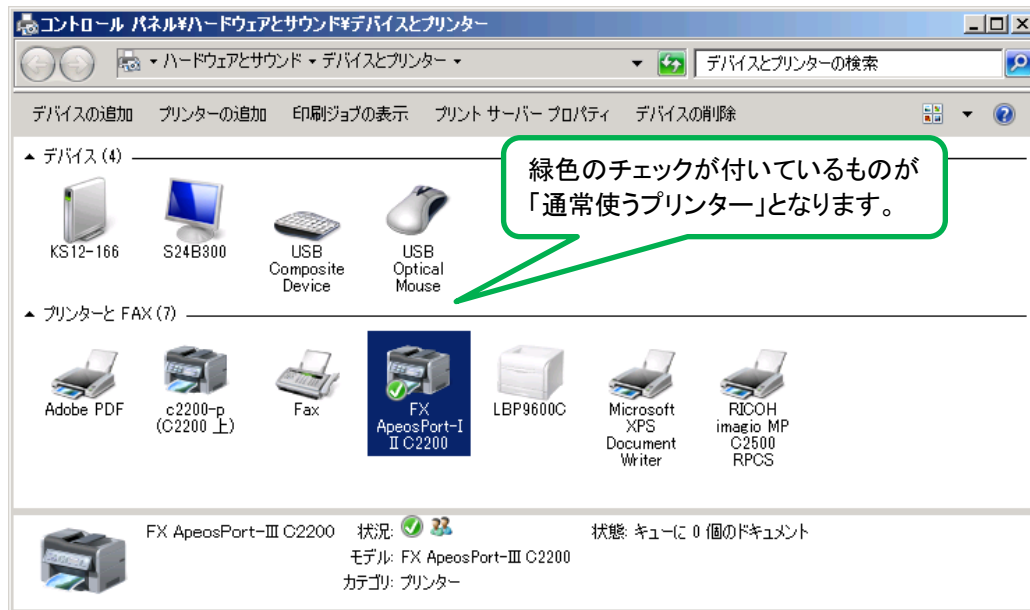 コントロール パネル¥ハードウェアとサウンド¥デバイスとプリンター
ハードウェアとサウンド デバイスとプリンター
デバイスとプリンターの検索
デバイスの追加 プリンターの追加 印刷ジョブの表示 プリント サーバー プロパティ デバイスの削除
デバイス (4)
緑色のチェックが付いているものが
「通常使うプリンター」となります。
KS12-166
S24B300
USB
Composite
Device
USB
Optical
Mouse
プリンターと FAX (7)
Adobe PDF
c2200-p
(C2200 上)
Fax
FX
ApeosPort-I
II C2200
LBP9600C
Microsoft
XPS
Document
Writer
RICOH
imagio MP
C2500
RPCS
FX ApeosPort-III C2200 状況: 状態: キューに 0 個のドキュメント
モデル: FX ApeosPort-III C2200
カテゴリ: プリンター